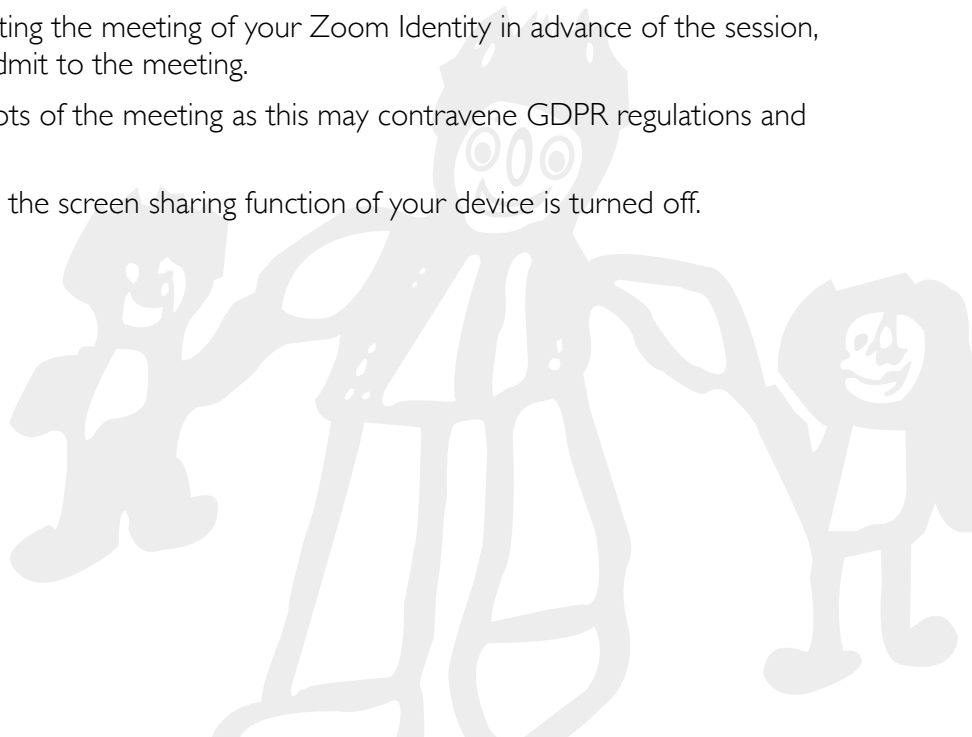 ting the meeting of your Zoom Identity in advance of the session,
dmit to the meeting.
ots of the meeting as this may contravene GDPR regulations and
the screen sharing function of your device is turned off.